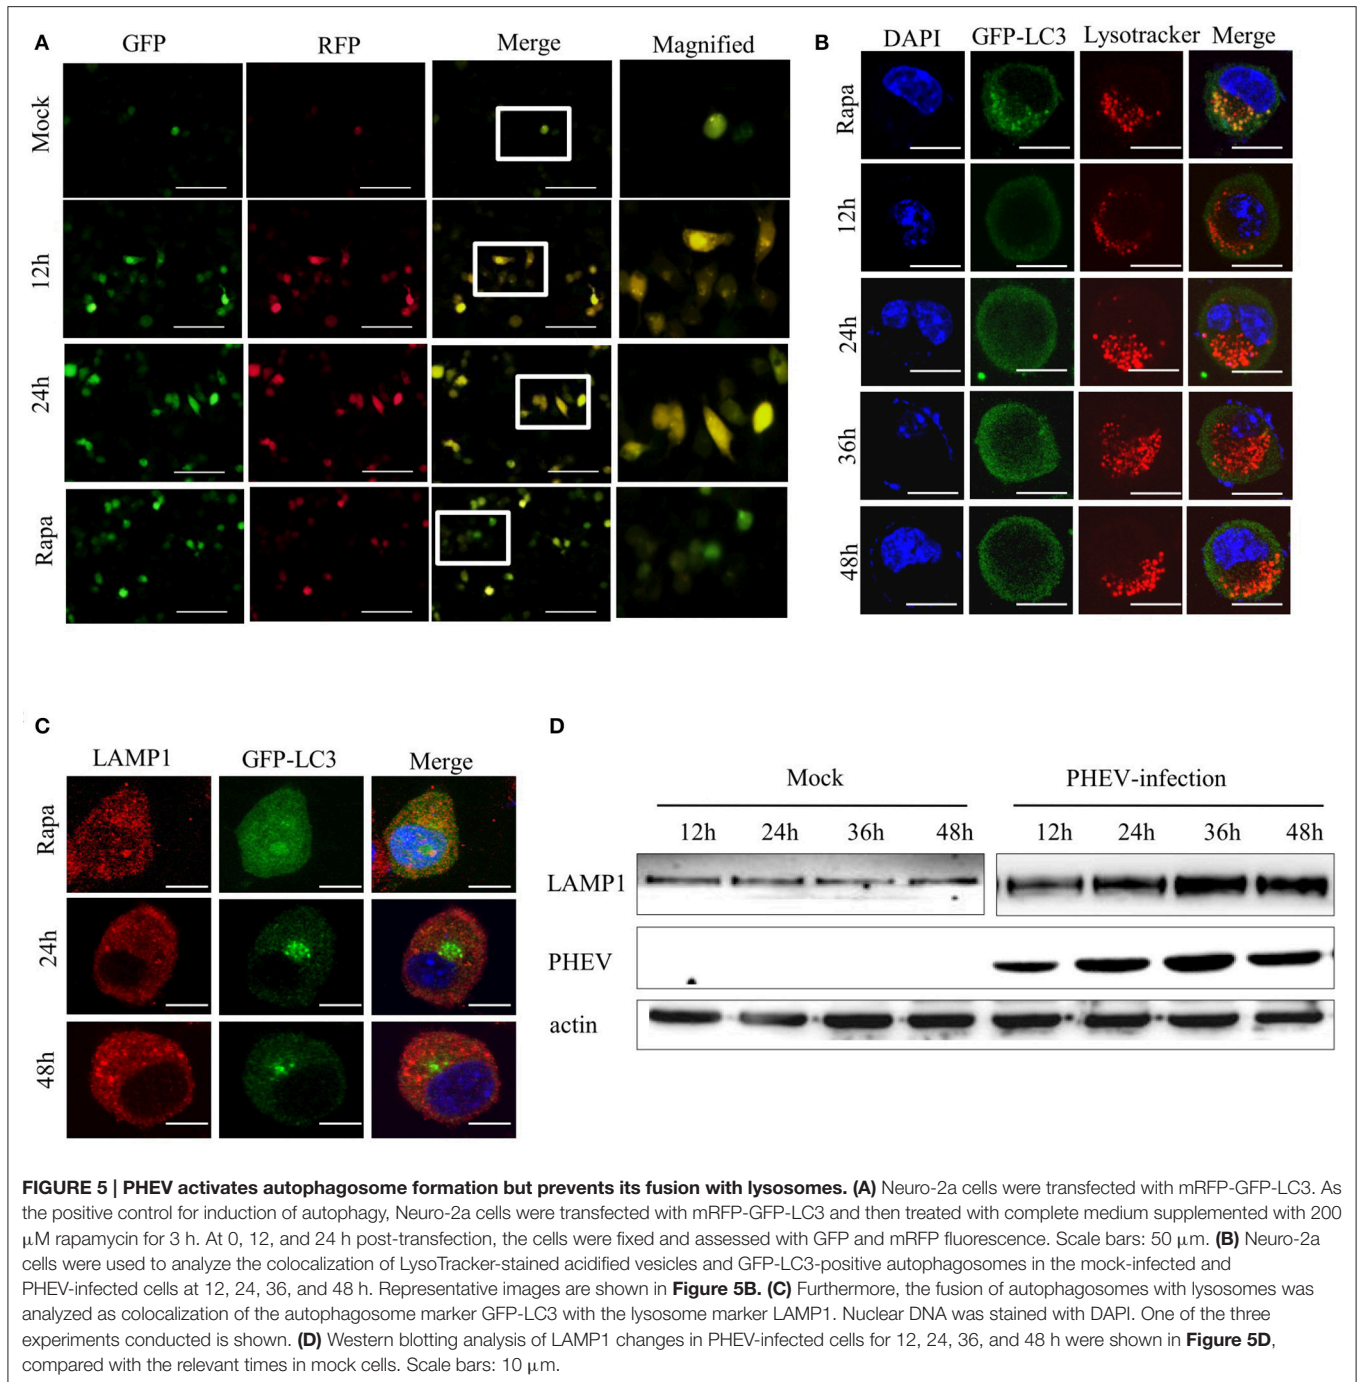 A
GFP RFP Merge Magnified
Mock
12h
24h
Rapa
B
DAPI GFP-LC3 Lysotracker Merge
Rapa
12h
24h
36h
48h
C
LAMP1 GFP-LC3 Merge
Rapa
24h
48h
D
Mock PHEV-infection
12h 24h 36h 48h 12h 24h 36h 48h
LAMP1
PHEV
actin
FIGURE 5 | PHEV activates autophagosome formation but prevents its fusion with lysosomes. (A) Neuro-2a cells were transfected with mRFP-GFP-LC3. As
the positive control for induction of autophagy, Neuro-2a cells were transfected with mRFP-GFP-LC3 and then treated with complete medium supplemented with 200
μM rapamycin for 3 h. At 0, 12, and 24 h post-transfection, the cells were fixed and assessed with GFP and mRFP fluorescence. Scale bars: 50 μm. (B) Neuro-2a
cells were used to analyze the colocalization of LysoTracker-stained acidified vesicles and GFP-LC3-positive autophagosomes in the mock-infected and
PHEV-infected cells at 12, 24, 36, and 48 h. Representative images are shown in Figure 5B. (C) Furthermore, the fusion of autophagosomes with lysosomes was
analyzed as colocalization of the autophagosome marker GFP-LC3 with the lysosome marker LAMP1. Nuclear DNA was stained with DAPI. One of the three
experiments conducted is shown. (D) Western blotting analysis of LAMP1 changes in PHEV-infected cells for 12, 24, 36, and 48 h were shown in Figure 5D,
compared with the relevant times in mock cells. Scale bars: 10 μm.